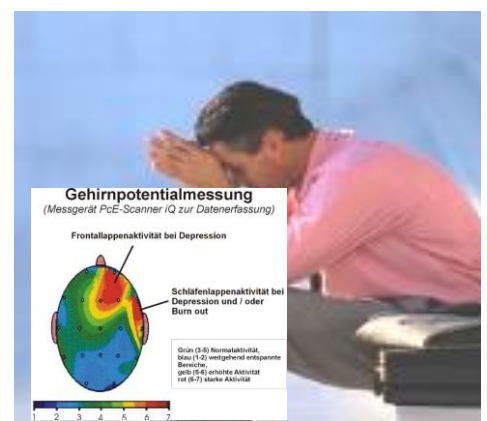 Gehirnpotentialmessung
(Messgerät PcE-Scanner iQ zur Datenerfassung)
Frontallappenaktivität bei Depression
Schläfenlappenaktivität bei
Depression und / oder
Burn out
Grün (3-5) Normalaktivität,
blau (1-2) weitgehend entspannte
Bereiche,
gelb (5-6) erhöhte Aktivität
rot (6-7) starke Aktivität
1 2 3 4 5 6 7